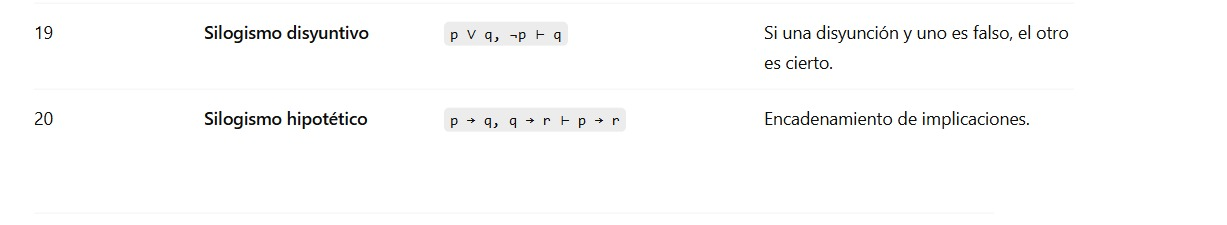 19 Silogismo disyuntivo p ∨ q, ¬p ⊢ q Si una disyunción y uno es falso, el otro
es cierto.
20 Silogismo hipotético p → q, q → r ⊢ p → r Encadenamiento de implicaciones.